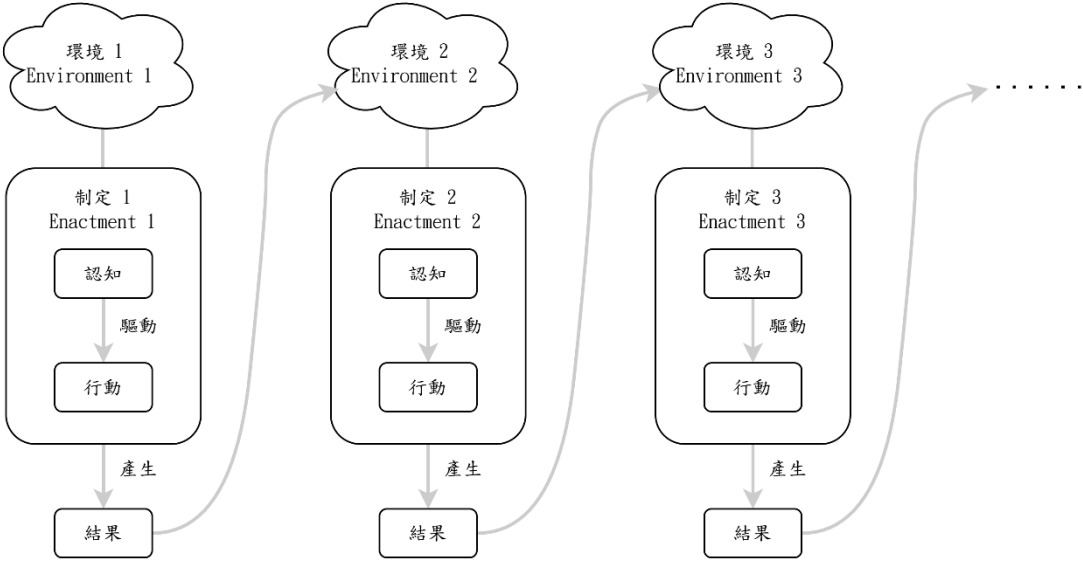 環境 1
Environment 1
制定 1
Enactment 1
認知
驅動
行動
產生
結果
環境 2
Environment 2
制定 2
Enactment 2
認知
驅動
行動
產生
結果
環境 3
Environment 3
制定 3
Enactment 3
認知
驅動
行動
產生
結果
······